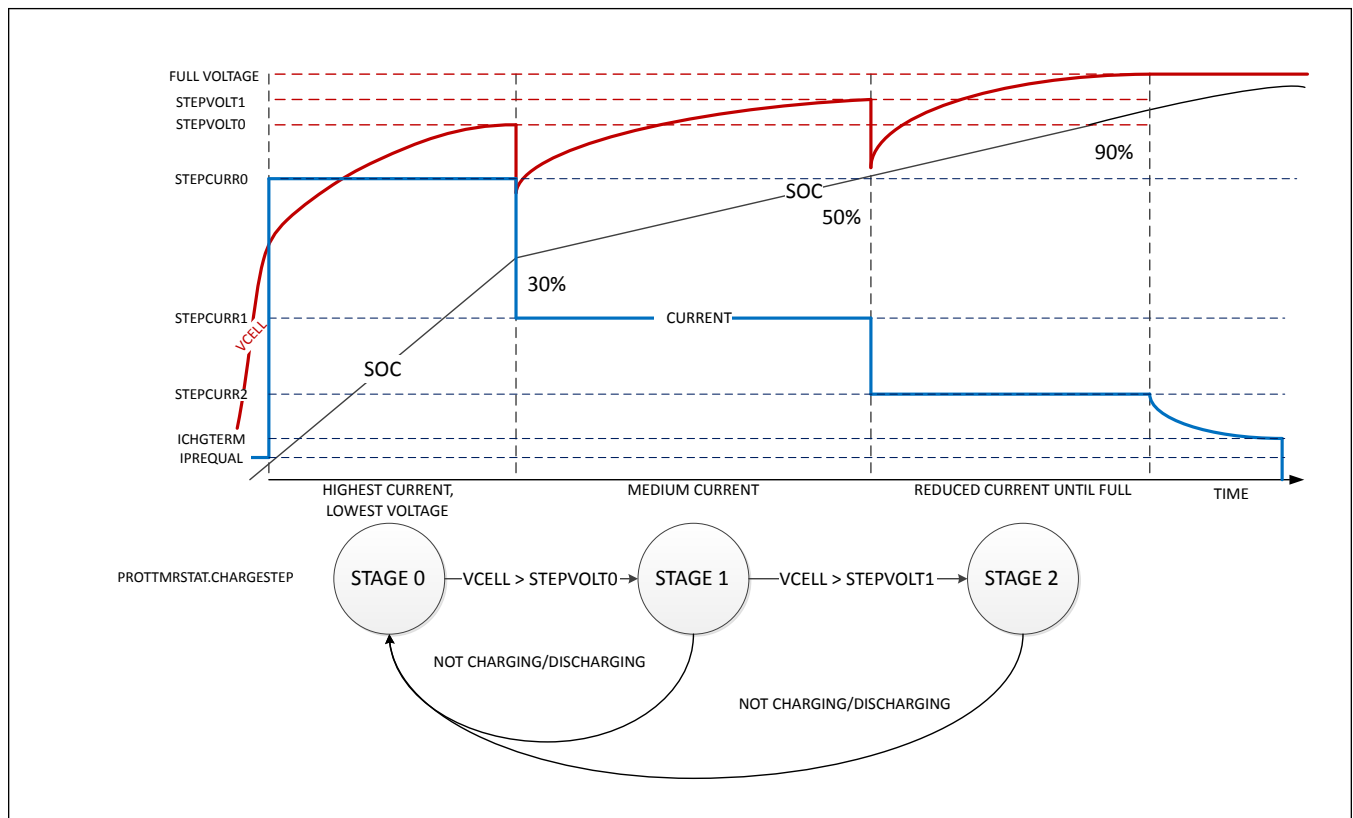 FULL VOLTAGE
STEPVOLT1
STEPVOLT0
90%
STEPCURR0
SOC
SOC
50%
30%
STEPCURR1
CURRENT
VCELL
SOC
STEPCURR2
ICHGTERM
IPREQUAL
HIGHEST CURRENT,
LOWEST VOLTAGE
MEDIUM CURRENT
REDUCED CURRENT UNTIL FULL
TIME
PROTTMRSTAT.CHARGESTEP
STAGE 0
VCELL > STEPVOLT0
STAGE 1
VCELL > STEPVOLT1
STAGE 2
NOT CHARGING/DISCHARGING
NOT CHARGING/DISCHARGING